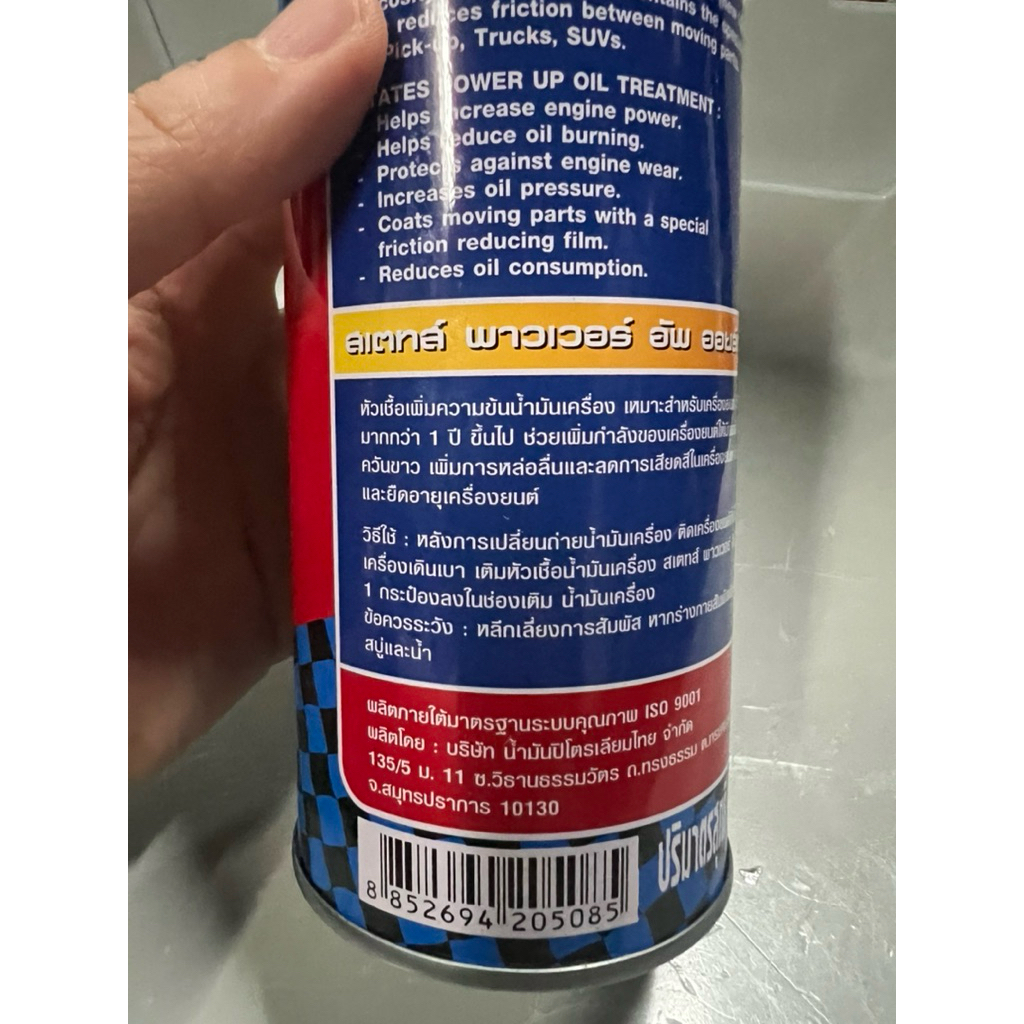 reduces friction between moving
Pick-up, Trucks, SUVs.
POWER UP OIL TREATMENT :
Helps increase engine power.
Helps reduce oil burning.
- Protects against engine wear.
- Increases oil pressure.
- Coats moving parts with a special
friction reducing film.
- Reduces oil consumption.
สเตทส์ พาวเวอร์ อัพ
หัวเชื้อเพิ่มความข้นน้ำมันเครื่อง เหมาะสำหรับ
มากกว่า 1 ปี ขึ้นไป ช่วยเพิ่มกำลังของเครื่องยนต์
ควันขาว เพิ่มการหล่อลื่นและลดการเสียดสีใน
และยืดอายุเครื่องยนต์
วิธีใช้ : หลังการเปลี่ยนถ่ายน้ำมันเครื่อง ติด
เครื่องเดินเบา เติมหัวเชื้อน้ำมันเครื่อง สเตทส์ พาวเวอร์
1 กระป๋องลงในช่องเติม น้ำมันเครื่อง
ข้อควรระวัง : หลีกเลี่ยงการสัมผัส หากร่างกาย
สบู่และน้ำ
ผลิตภายใต้มาตรฐานระบบคุณภาพ ISO 9001
ผลิตโดย : บริษัท น้ำมันปิโตรเลียมไทย จำกัด
135/5 ม. 11 ซ.วิธานธรรมวัตร ถ.ทรงธรรม
จ.สมุทรปราการ 10130
8 852694 205085